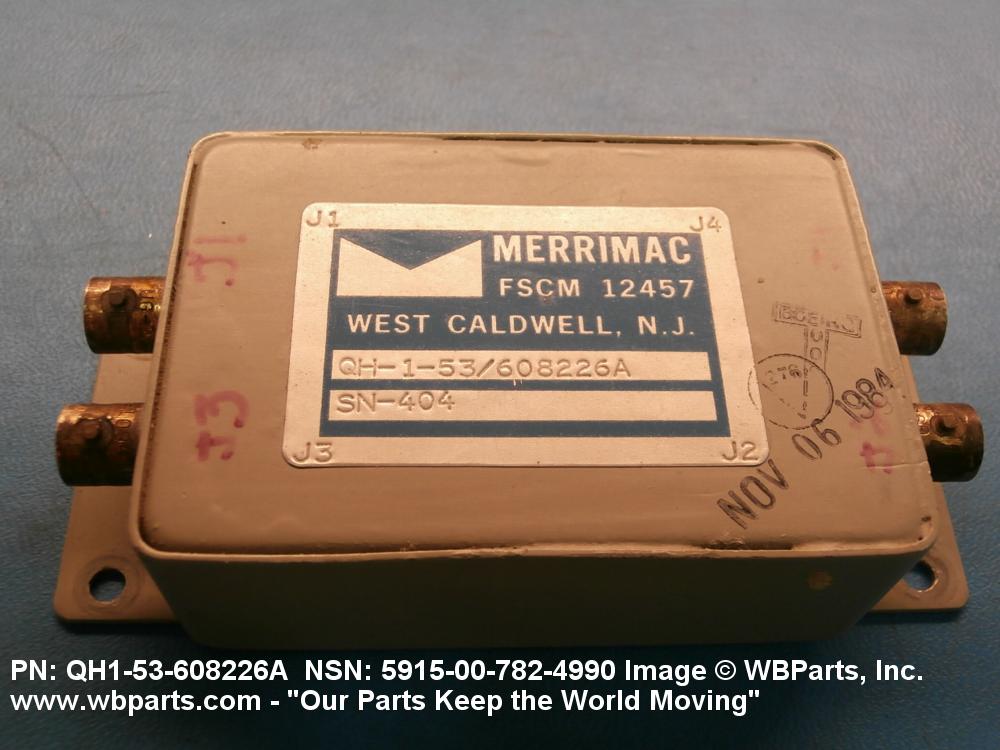 J1 J4
MERRIMAC
FSCM 12457
WEST CALDWELL, N.J.
QH-1-53/608226A
SN-404
J3 J2
J1
J3
NOV 06 1984
PN: QH1-53-608226A NSN: 5915-00-782-4990 Image © WBParts, Inc.
www.wbparts.com - "Our Parts Keep the World Moving"